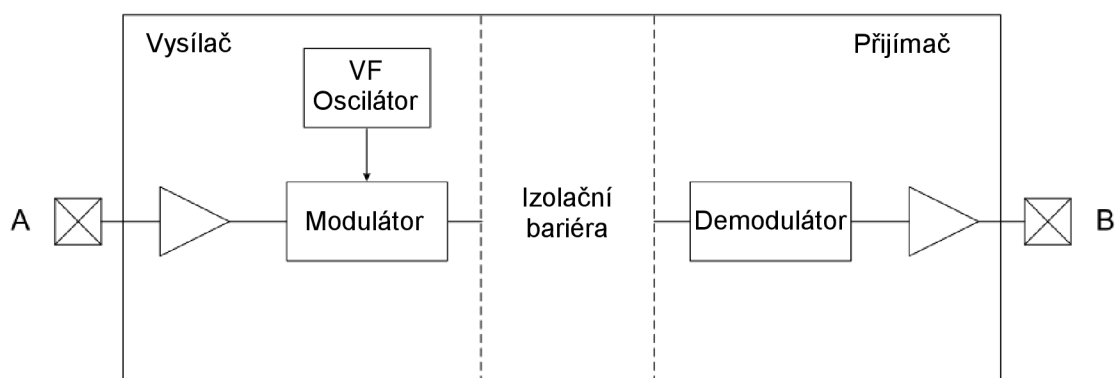 Vysílač
Přijímač
VF
Oscilátor
A
Modulátor
Izolační
bariéra
Demodulátor
B